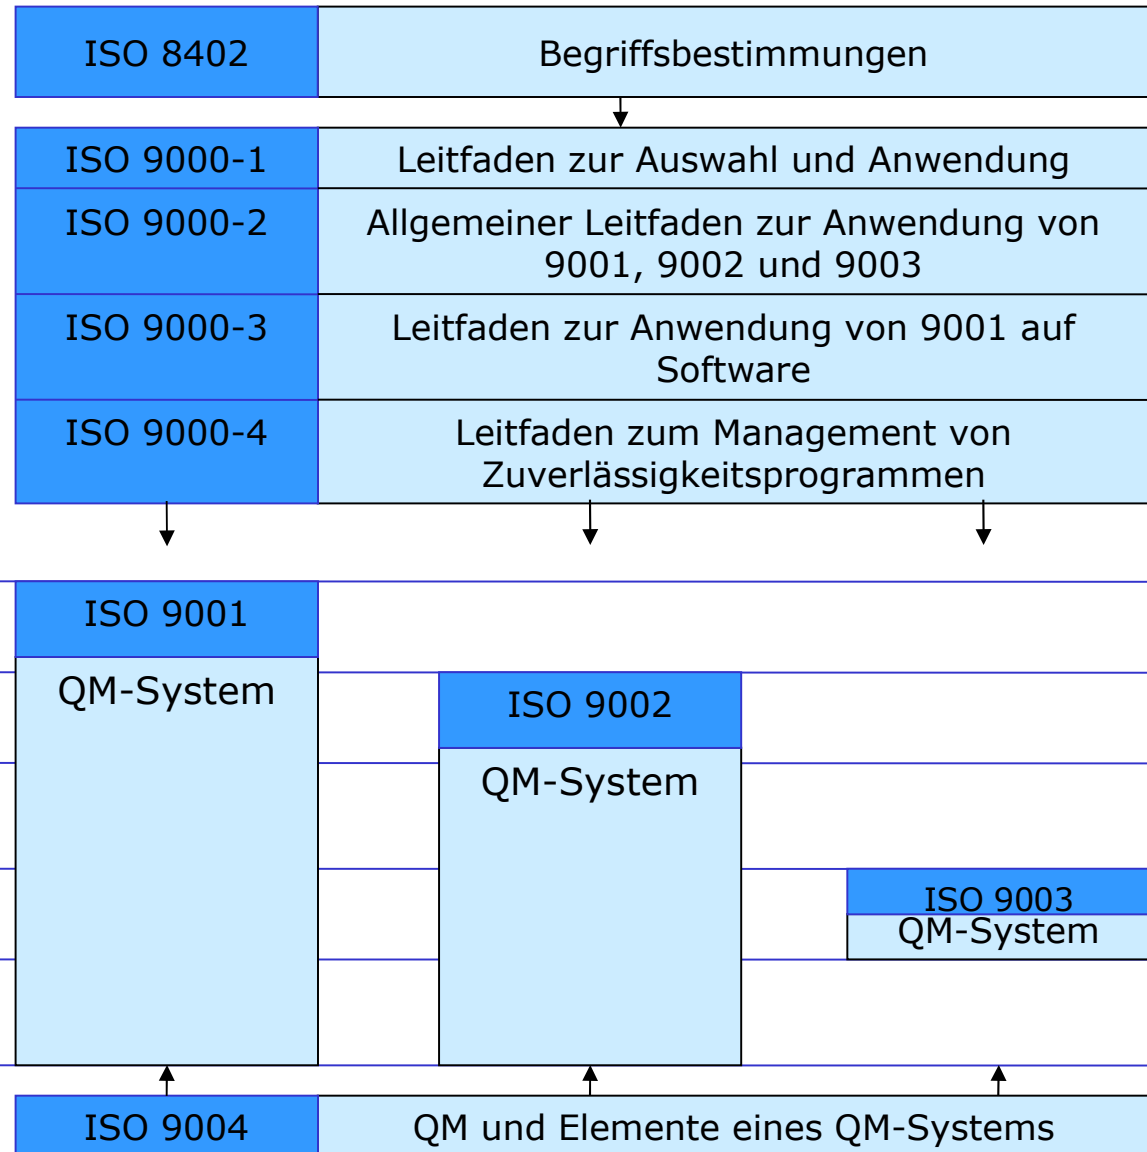 ISO 8402
Begriffsbestimmungen
ISO 9000-1
Leitfaden zur Auswahl und Anwendung
ISO 9000-2
Allgemeiner Leitfaden zur Anwendung von
9001, 9002 und 9003
ISO 9000-3
Leitfaden zur Anwendung von 9001 auf
Software
ISO 9000-4
Leitfaden zum Management von
Zuverlässigkeitsprogrammen
ISO 9001
QM-System
ISO 9002
QM-System
ISO 9003
QM-System
ISO 9004
QM und Elemente eines QM-Systems